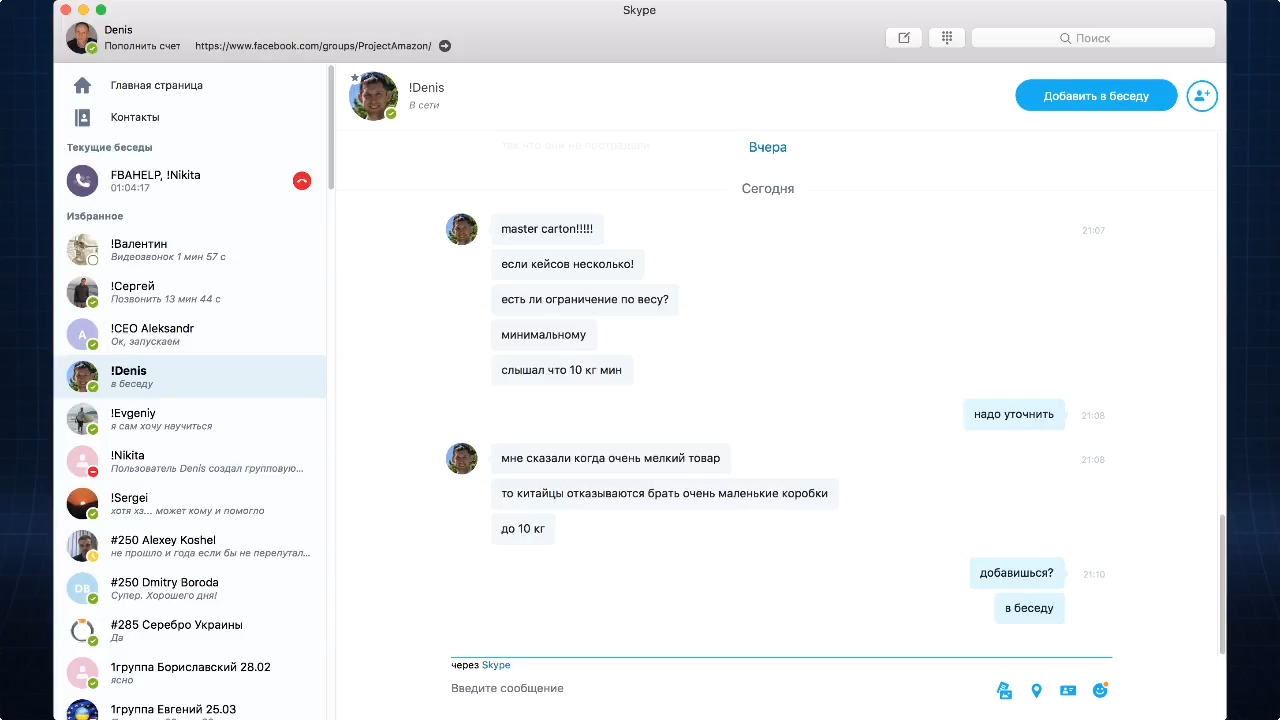 Skype
Denis
Пополнить счет https://www.facebook.com/groups/ProjectAmazon/
Поиск
Главная страница
Контакты
Текущие беседы
FBAHELP, !Nikita
01:04:17
Избранное
!Валентин
Видеозвонок 1 мин 57 с
!Сергей
Позвонить 13 мин 44 с
A
!CEO Aleksandr
Ок, запускаем
!Denis
в беседу
!Evgeniy
я сам хочу научиться
!Nikita
Пользователь Denis создал групповую...
!Sergei
хотя хз... может кому и помогло
#250 Alexey Koshel
не прошло и года если бы не перепутал...
DB
#250 Dmitry Boroda
Супер. Хорошего дня!
#285 Серебро Украины
Да
1группа Бориславский 28.02
ясно
1группа Евгений 25.03
!Denis
В сети
Добавить в беседу
так что они не пострадали
Вчера
Сегодня
master carton!!!!!
21:07
если кейсов несколько!
есть ли ограничение по весу?
минимальному
слышал что 10 кг мин
надо уточнить
21:08
мне сказали когда очень мелкий товар
21:08
то китайцы отказываются брать очень маленькие коробки
до 10 кг
добавишься?
21:10
в беседу
через Skype
Введите сообщение